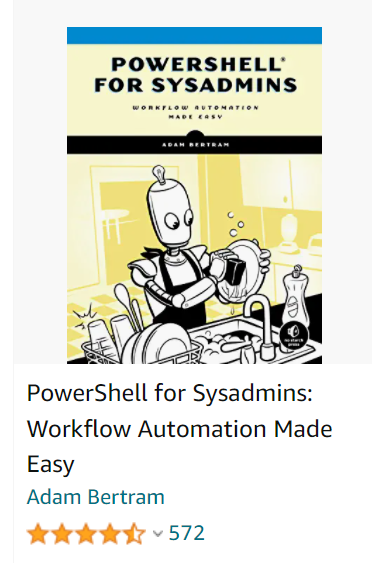 POWERSHELL®
FOR SYSADMINS
WORKFLOW AUTOMATION
MADE EASY
ADAM BERTRAM
no starch
press
PowerShell for Sysadmins:
Workflow Automation Made
Easy
Adam Bertram
572